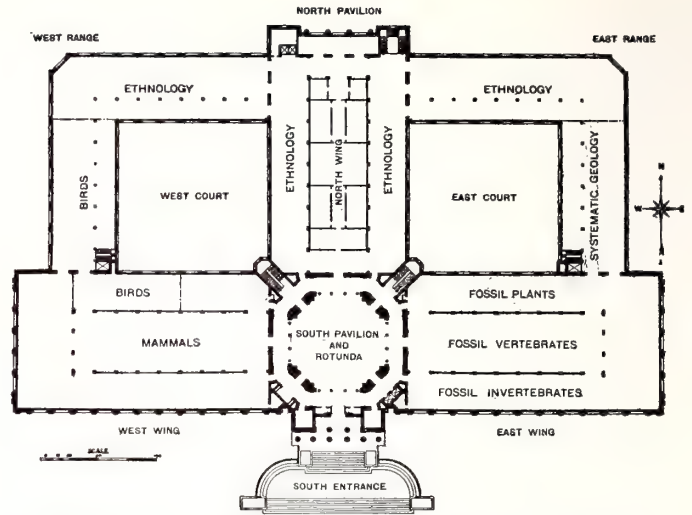 NORTH PAVILION
WEST RANGE
EAST RANGE
ETHNOLOGY
ETHNOLOGY
BIRDS
WEST COURT
ETHNOLOGY
NORTH WING
ETHNOLOGY
EAST COURT
SYSTEMATIC GEOLOGY
N
W
E
BIRDS
MAMMALS
SOUTH PAVILION
AND
ROTUNDA
FOSSIL PLANTS
FOSSIL VERTEBRATES
FOSSIL INVERTEBRATES
WEST WING
EAST WING
SCALE
SOUTH ENTRANCE